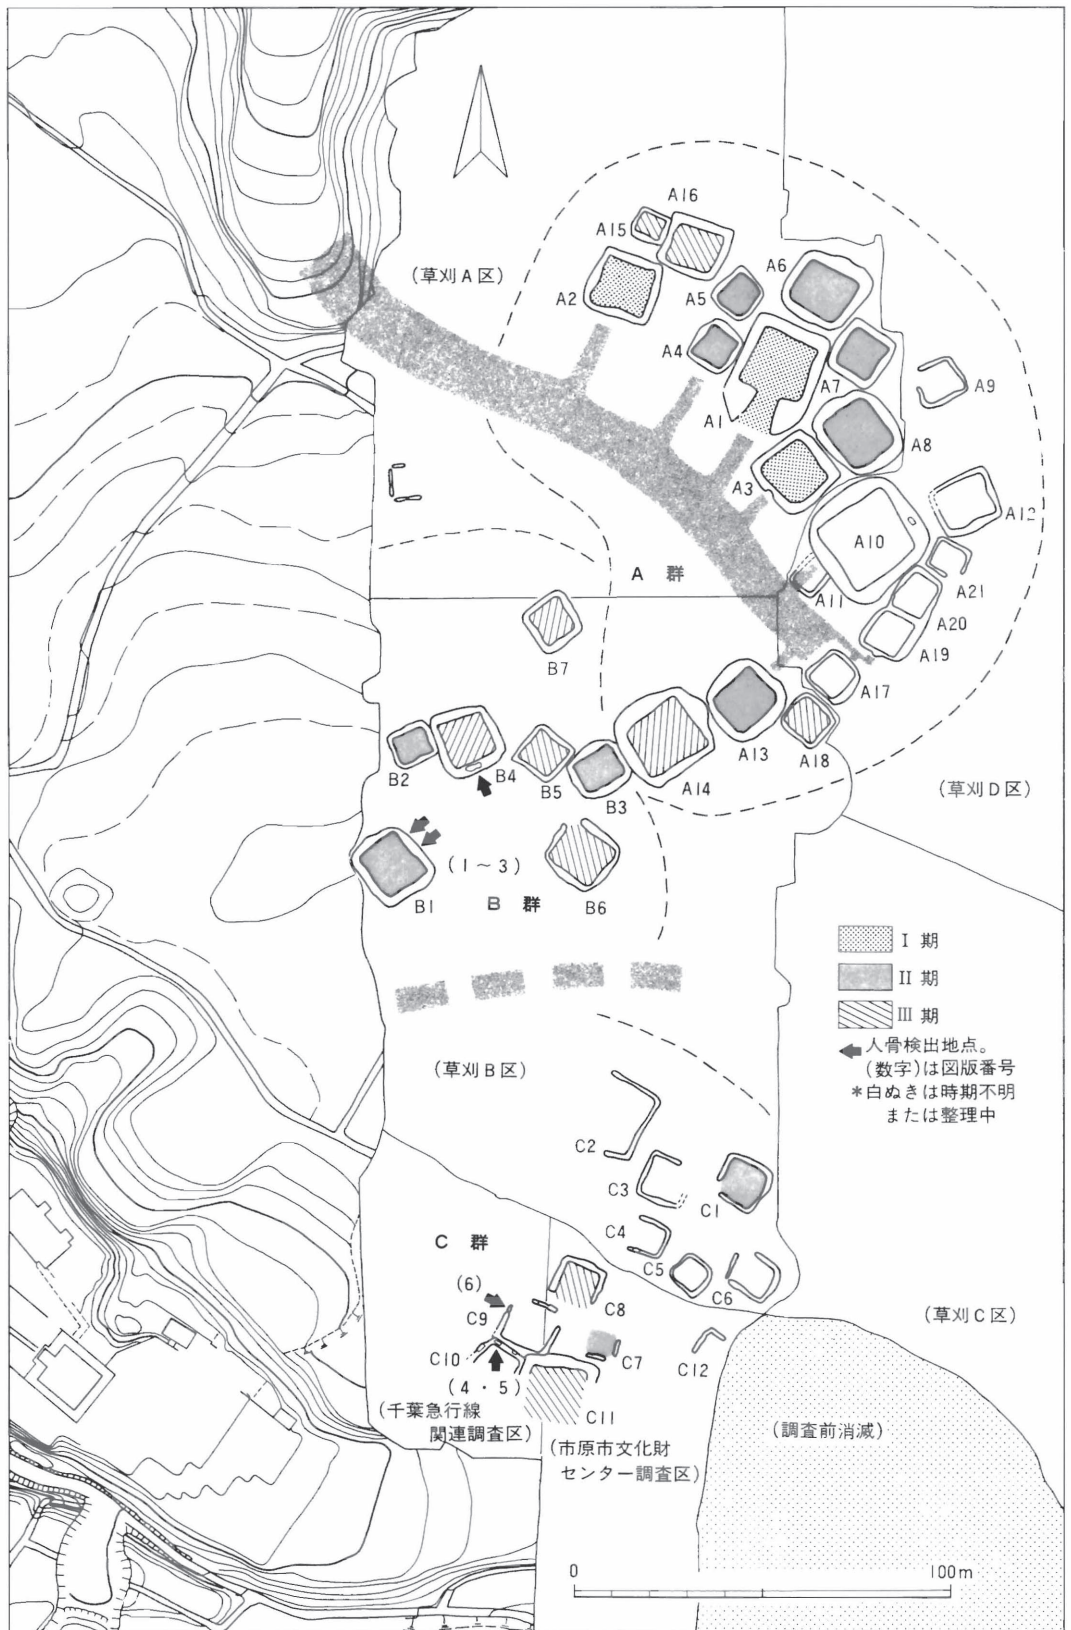 A16
A15
(草刈A区)
A6
A2
A5
A4
A9
A7
A1
A8
A3
A12
A10
A 群
A11
A21
A20
B7
A19
A17
B2
B4
B5
B3
A14
A13
A18
(草刈D区)
(1～3)
B1
B 群
B6
I 期
II 期
III 期
人骨検出地点。
(数字)は図版番号
*白ぬきは時期不明
または整理中
(草刈B区)
C2
C3
C1
C4
C 群
C5
C6
(6)
C8
C9
(草刈C区)
C10
C7
C12
(4・5)
C11
(千葉急行線
関連調査区)
(調査前消滅)
(市原市文化財
センター調査区)
0
100m